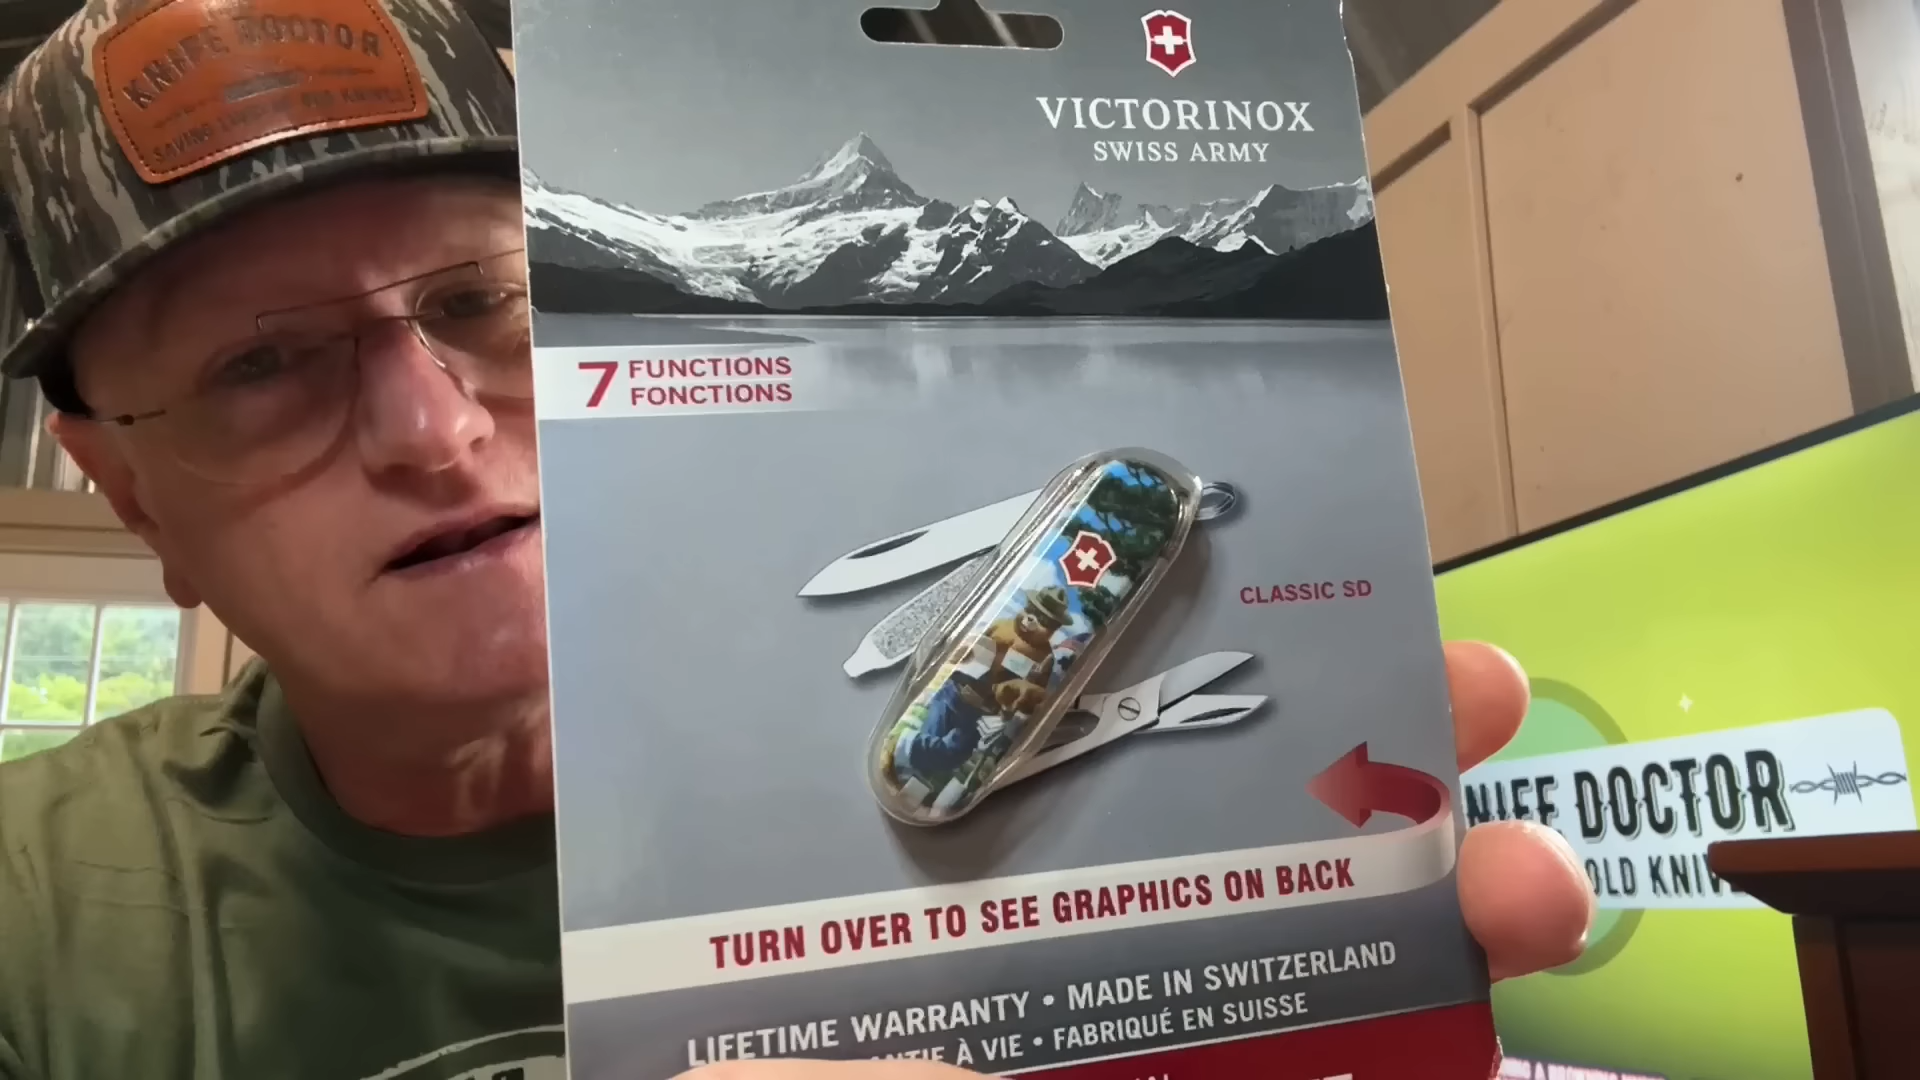 KNIFE DOCTOR
VICTORINOX
SWISS ARMY
7 FUNCTIONS
FONCTIONS
CLASSIC SD
TURN OVER TO SEE GRAPHICS ON BACK
LIFETIME WARRANTY • MADE IN SWITZERLAND
À VIE • FABRIQUÉ EN SUISSE
DOCTOR
OLD